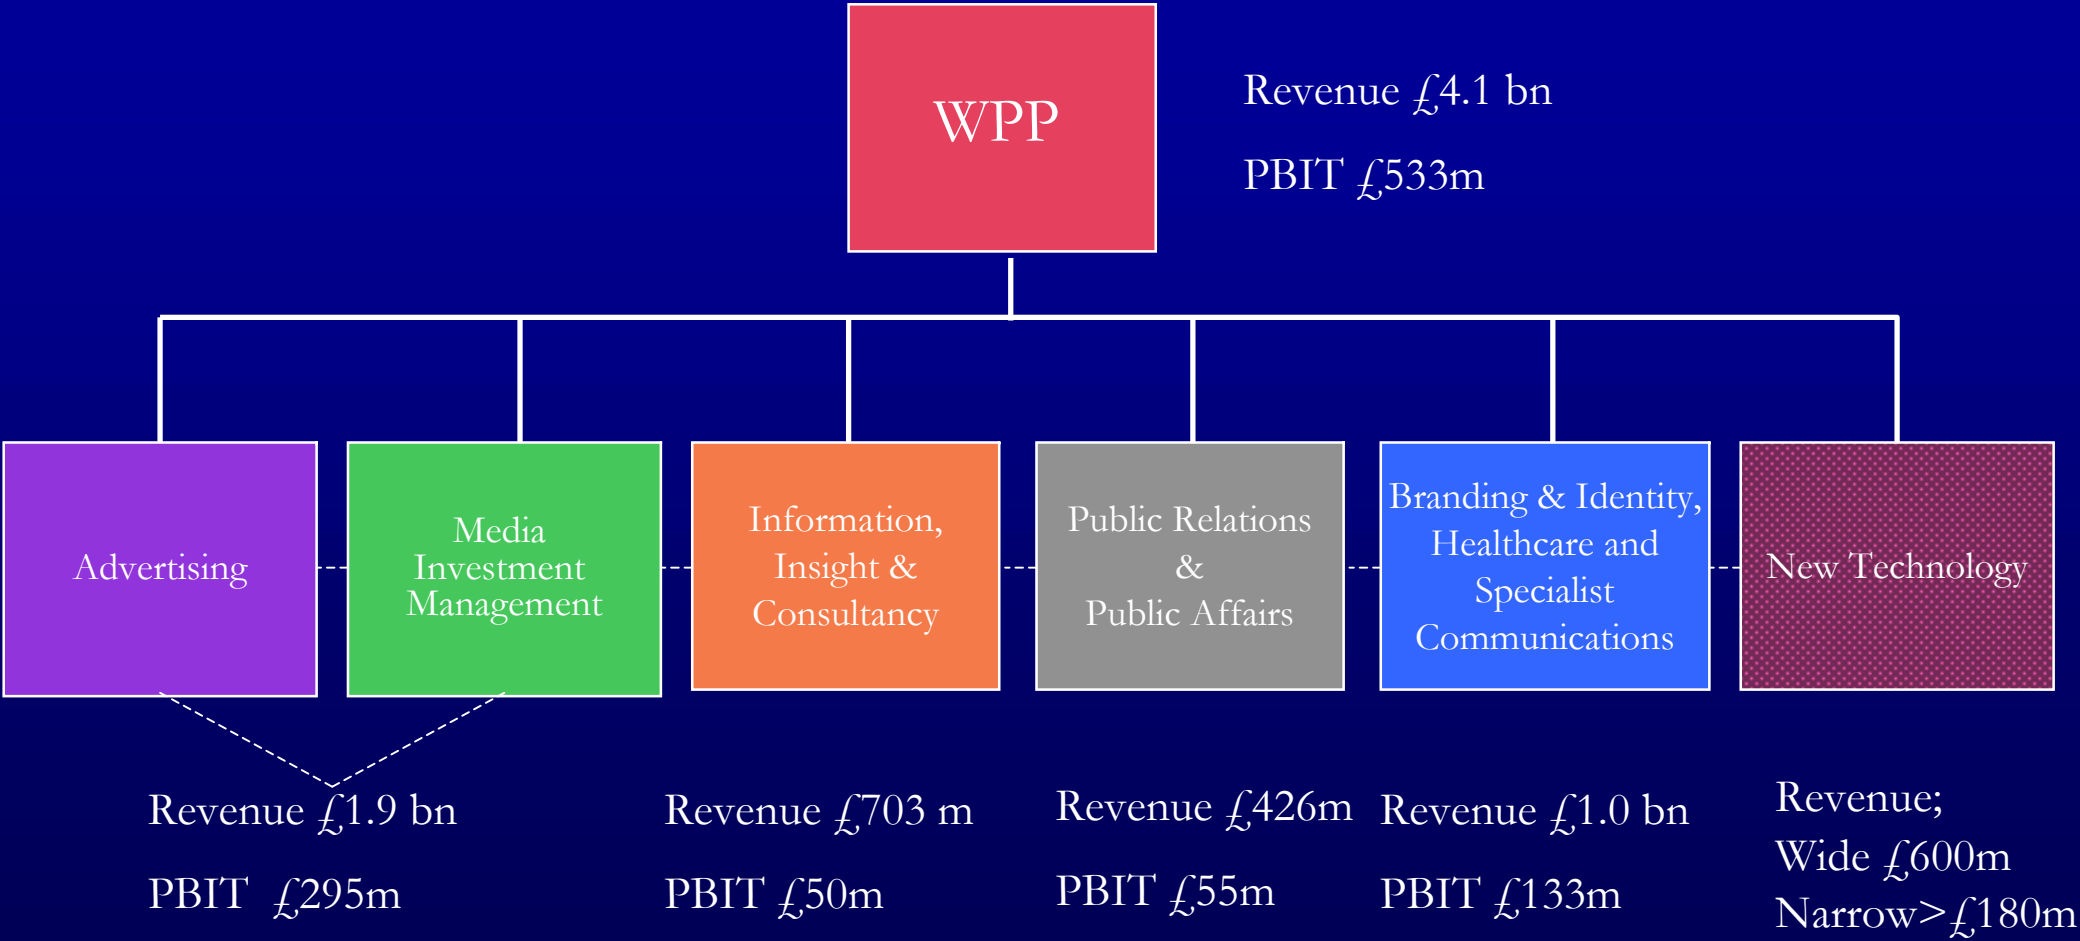 WPP
Revenue £4.1 bn
PBIT £533m
Advertising
Media
Investment
Management
Information,
Insight &
Consultancy
Public Relations
&
Public Affairs
Branding & Identity,
Healthcare and
Specialist
Communications
New Technology
Revenue £1.9 bn
PBIT £295m
Revenue £703 m
PBIT £50m
Revenue £426m
PBIT £55m
Revenue £1.0 bn
PBIT £133m
Revenue;
Wide £600m
Narrow>£180m